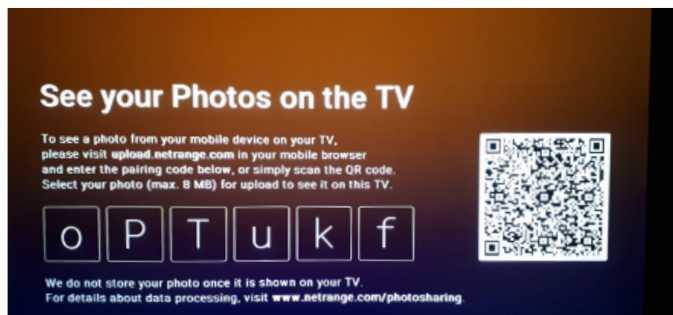 See your Photos on the TV
To see a photo from your mobile device on your TV,
please visit upload.netrange.com in your mobile browser
and enter the pairing code below, or simply scan the QR code.
Select your photo (max. 8 MB) for upload to see it on this TV.
o P T u k f
We do not store your photo once it is shown on your TV.
For details about data processing, visit www.netrange.com/photosharing.